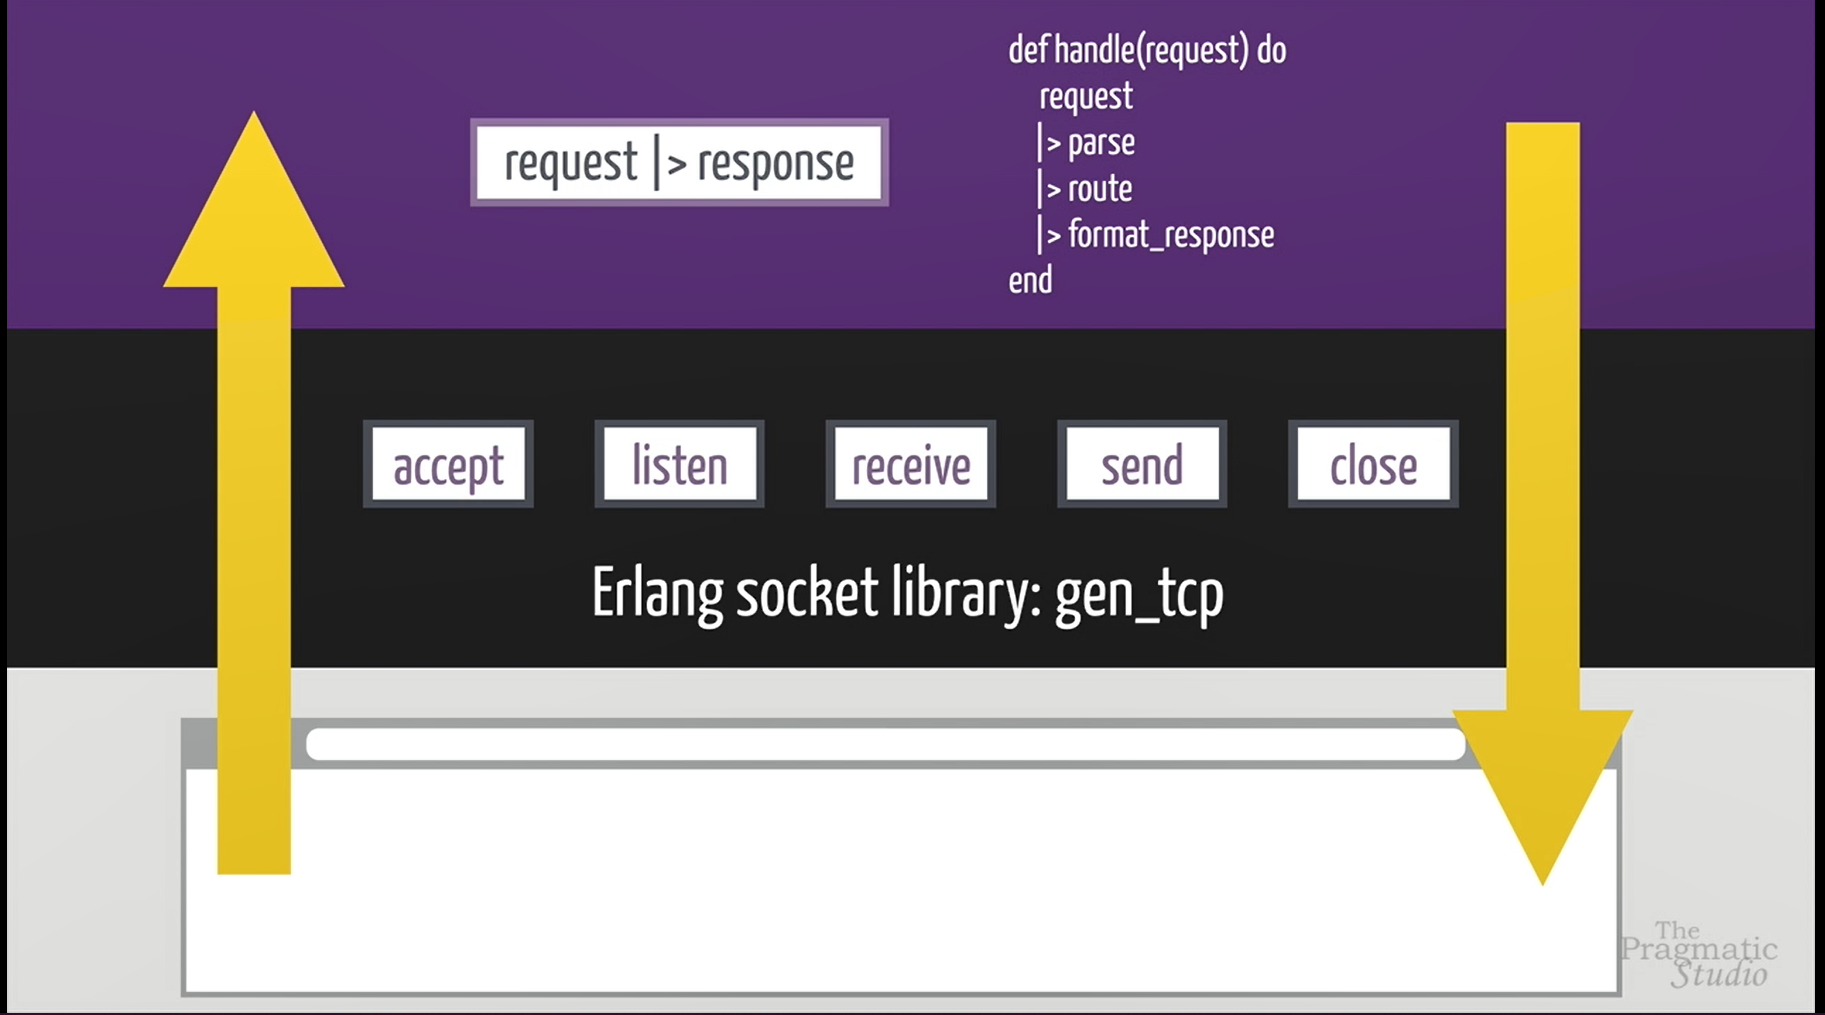 def handle(request) do
request
|> parse
|> route
|> format_response
end
request |> response
accept
listen
receive
send
close
Erlang socket library: gen_tcp
The
Pragmatic
Studio